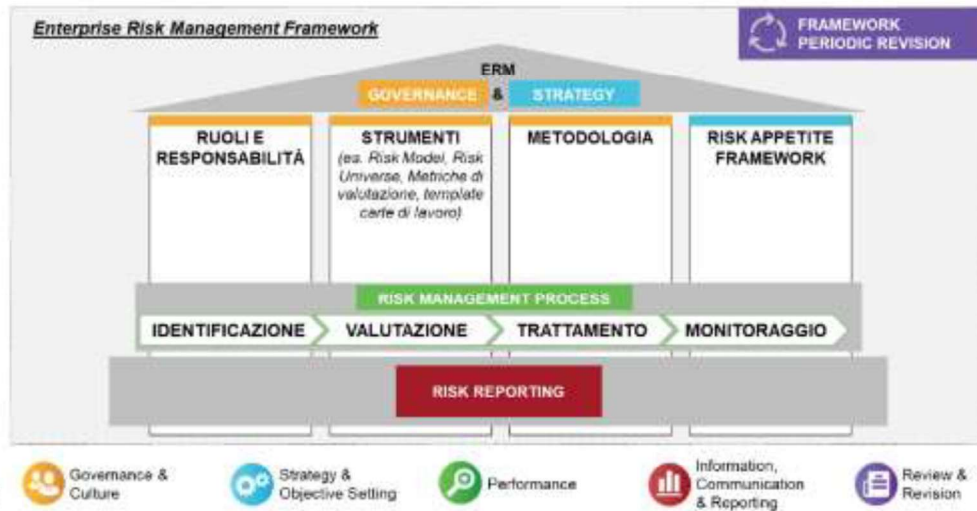 Enterprise Risk Management Framework
FRAMEWORK
PERIODIC REVISION
ERM
GOVERNANCE & STRATEGY
RUOLI E
RESPONSABILITÀ
STRUMENTI
(es. Risk Model, Risk
Universe, Metriche di
valutazione, template
carte di lavoro)
METODOLOGIA
RISK APPETITE
FRAMEWORK
RISK MANAGEMENT PROCESS
IDENTIFICAZIONE
VALUTAZIONE
TRATTAMENTO
MONITORAGGIO
RISK REPORTING
Governance &
Culture
Strategy &
Objective Setting
Performance
Information,
Communication
& Reporting
Review &
Revision